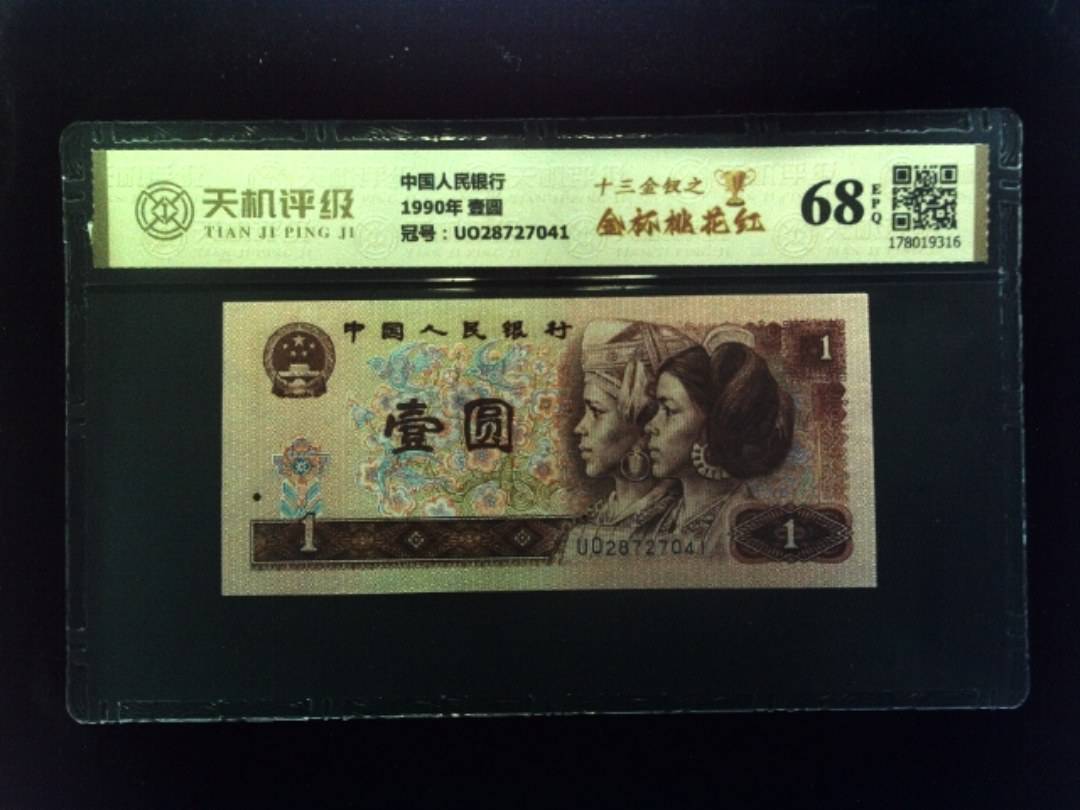 天机评级
TIAN JI PING JI
中国人民银行
1990年 壹圆
冠号：UO28727041
十三金钗之
金杯桃花红
68
EPQ
178019316
中国人民银行
1
壹圆
1
UO28727041
1